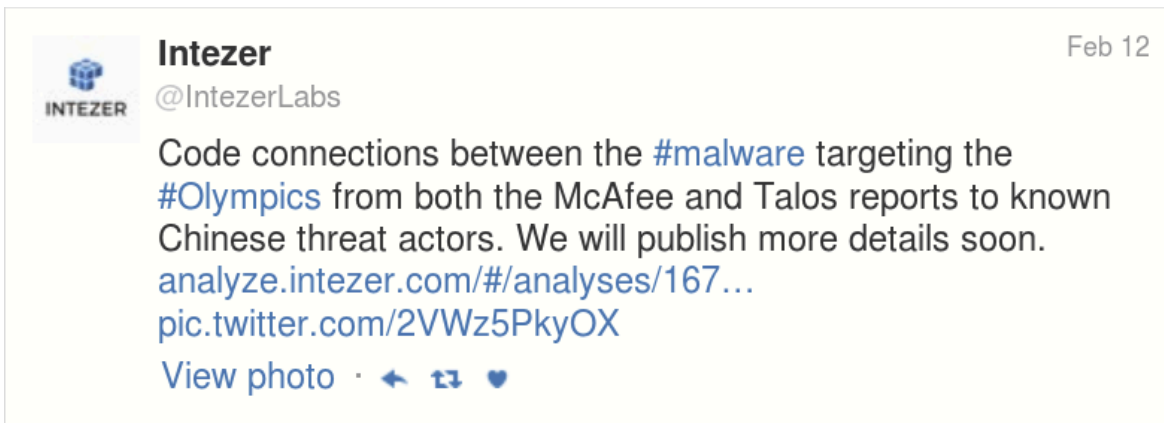 Intezer
Feb 12
INTEZER
@IntezerLabs
Code connections between the #malware targeting the
#Olympics from both the McAfee and Talos reports to known
Chinese threat actors. We will publish more details soon.
analyze.intezer.com/#/analyses/167...
pic.twitter.com/2VWz5PkyOX
View photo ·